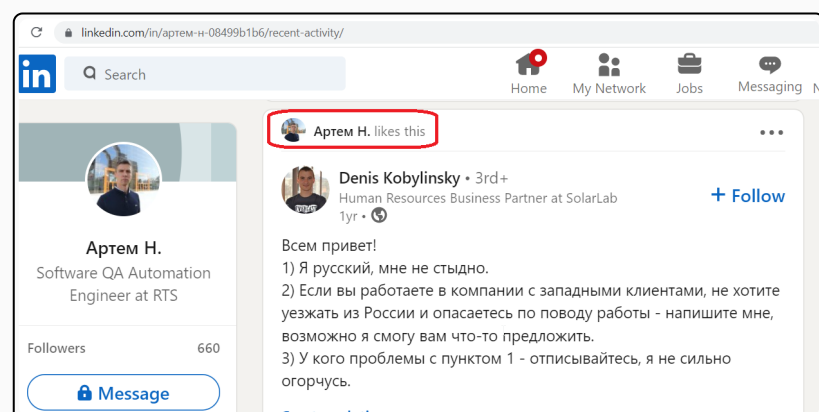 linkedin.com/in/артем-н-08499b1b6/recent-activity/
in
Search
Home
My Network
Jobs
Messaging
Артем Н. likes this
Denis Kobylinsky • 3rd+
Human Resources Business Partner at SolarLab
1yr •
+ Follow
Артем Н.
Software QA Automation
Engineer at RTS
Followers 660
Message
Всем привет!
1) Я русский, мне не стыдно.
2) Если вы работаете в компании с западными клиентами, не хотите
уезжать из России и опасаетесь по поводу работы - напишите мне,
возможно я смогу вам что-то предложить.
3) У кого проблемы с пунктом 1 - отписывайтесь, я не сильно
огорчусь.